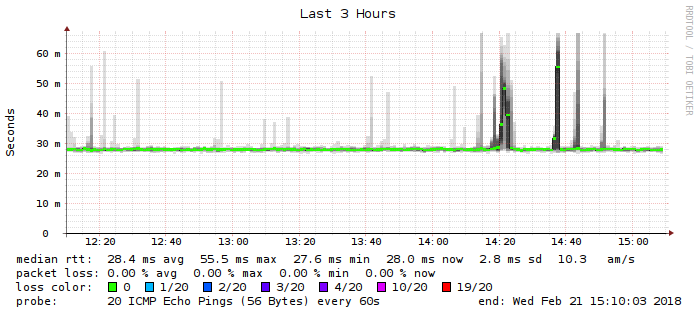 Last 3 Hours
RRDTOOL / TOBI OETIKER
Seconds
60 m
50 m
40 m
30 m
20 m
10 m
0
12:20 12:40 13:00 13:20 13:40 14:00 14:20 14:40 15:00
median rtt: 28.4 ms avg 55.5 ms max 27.6 ms min 28.0 ms now 2.8 ms sd 10.3 am/s
packet loss: 0.00 % avg 0.00 % max 0.00 % min 0.00 % now
loss color: 0 1/20 2/20 3/20 4/20 10/20 19/20
probe: 20 ICMP Echo Pings (56 Bytes) every 60s end: Wed Feb 21 15:10:03 2018